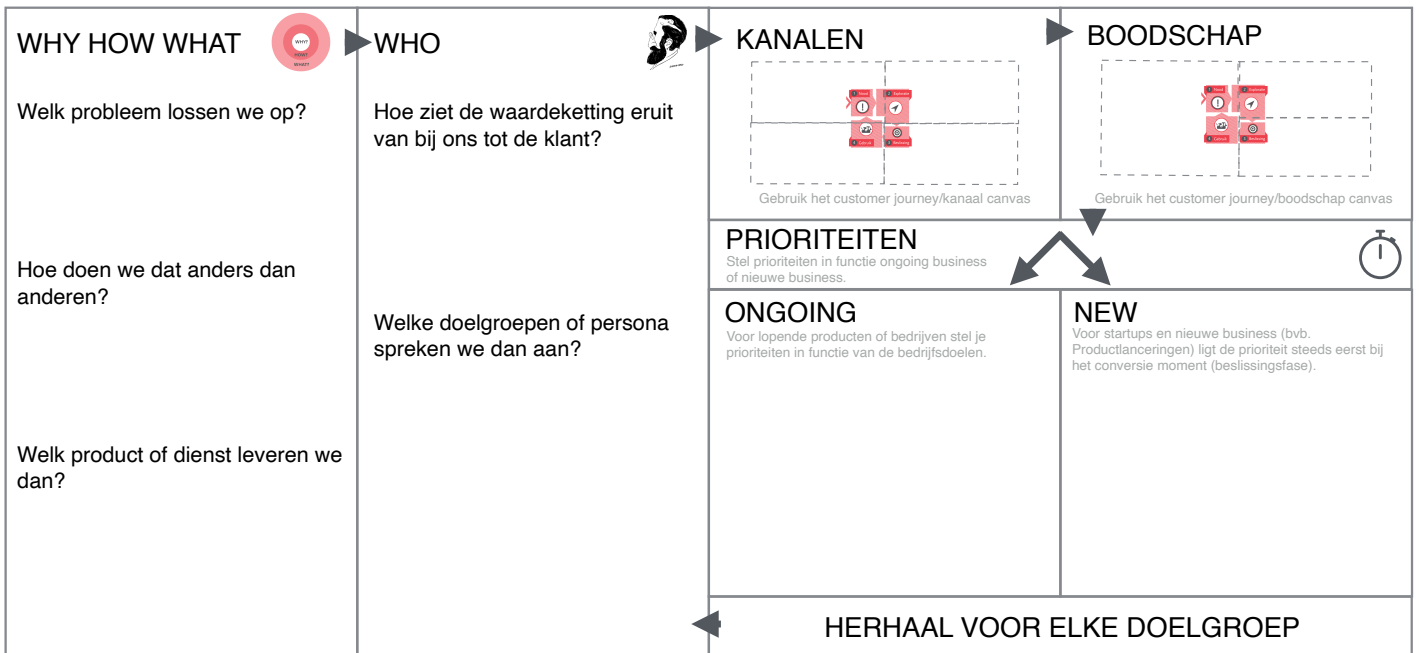 WHY HOW WHAT
WHY?
HOW?
WHAT?
Welk probleem lossen we op?
Hoe doen we dat anders dan
anderen?
Welk product of dienst leveren we
dan?
WHO
Hoe ziet de waardeketting eruit
van bij ons tot de klant?
Welke doelgroepen of persona
spreken we dan aan?
KANALEN
Gebruik het customer journey/kanaal canvas
BOODSCHAP
Gebruik het customer journey/boodschap canvas
PRIORITEITEN
Stel prioriteiten in functie ongoing business
of nieuwe business.
ONGOING
Voor lopende producten of bedrijven stel je
prioriteiten in functie van de bedrijfsdoelen.
NEW
Voor startups en nieuwe business (bvb.
Productlanceringen) ligt de prioriteit steeds eerst bij
het conversie moment (beslissingsfase).
HERHAAL VOOR ELKE DOELGROEP